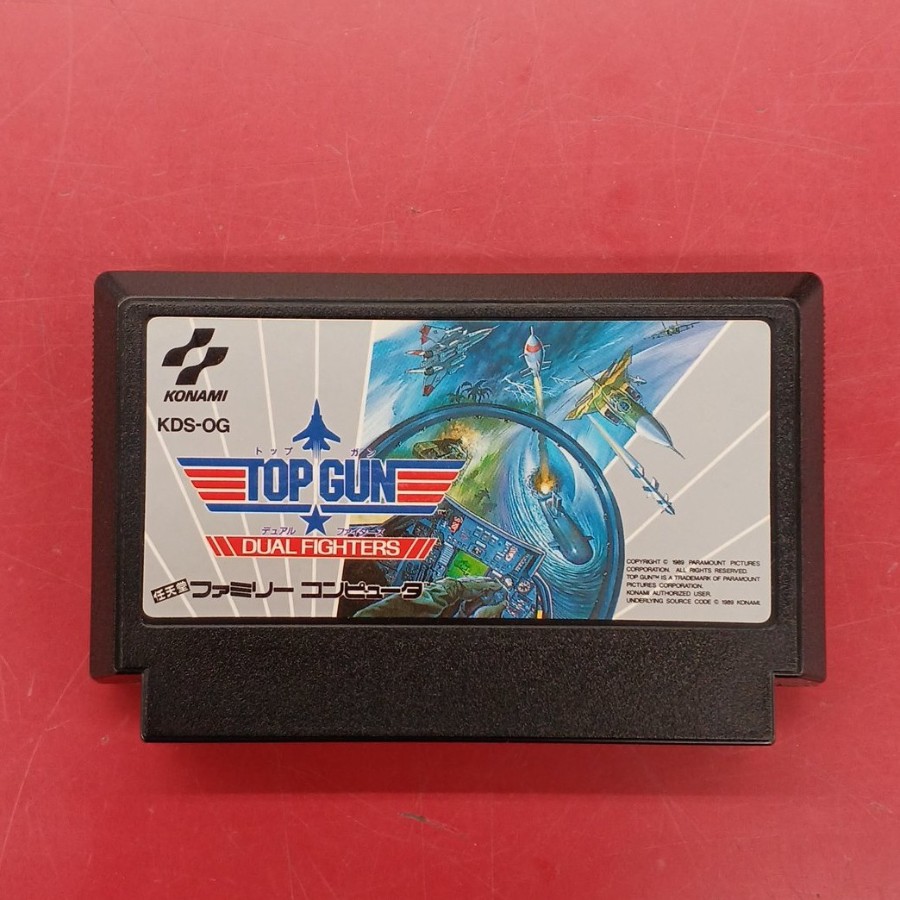 KONAMI
KDS-OG
トップ ガン
TOP GUN
デュアル ファイターズ
DUAL FIGHTERS
任天堂 ファミリー コンピュータ
COPYRIGHT © 1989 PARAMOUNT PICTURES
CORPORATION. ALL RIGHTS RESERVED.
TOP GUN™ IS A TRADEMARK OF PARAMOUNT
PICTURES CORPORATION.
KONAMI AUTHORIZED USER.
UNDERLYING SOURCE CODE © 1989 KONAMI.